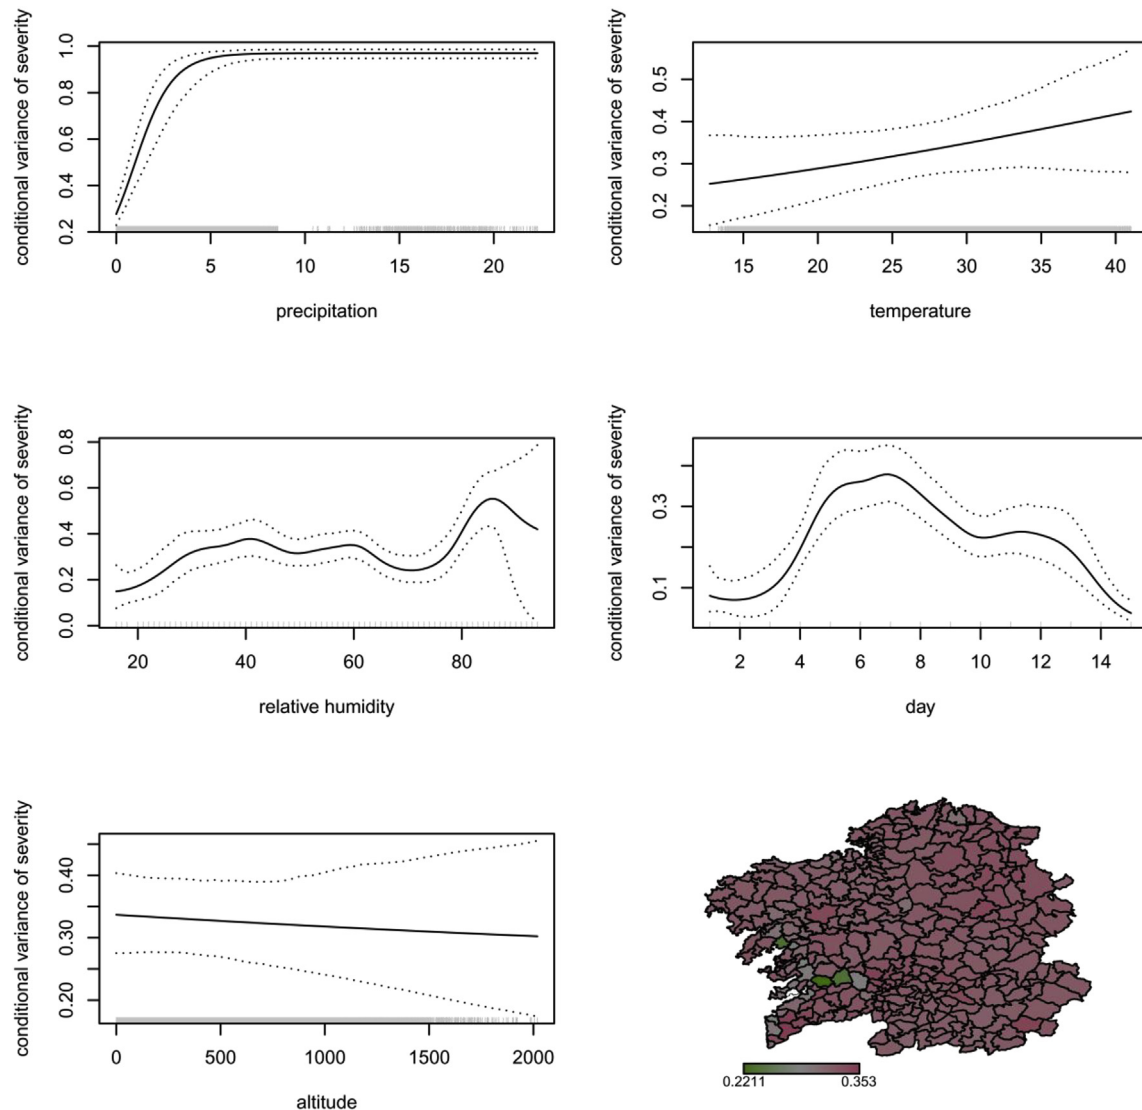 conditional variance of severity
0.2 0.4 0.6 0.8 1.0
0 5 10 15 20
precipitation
conditional variance of severity
0.2 0.3 0.4 0.5
15 20 25 30 35 40
temperature
conditional variance of severity
0.0 0.2 0.4 0.6 0.8
20 40 60 80
relative humidity
conditional variance of severity
0.1 0.3
2 4 6 8 10 12 14
day
conditional variance of severity
0.20 0.30 0.40
0 500 1000 1500 2000
altitude
0.2211 0.353